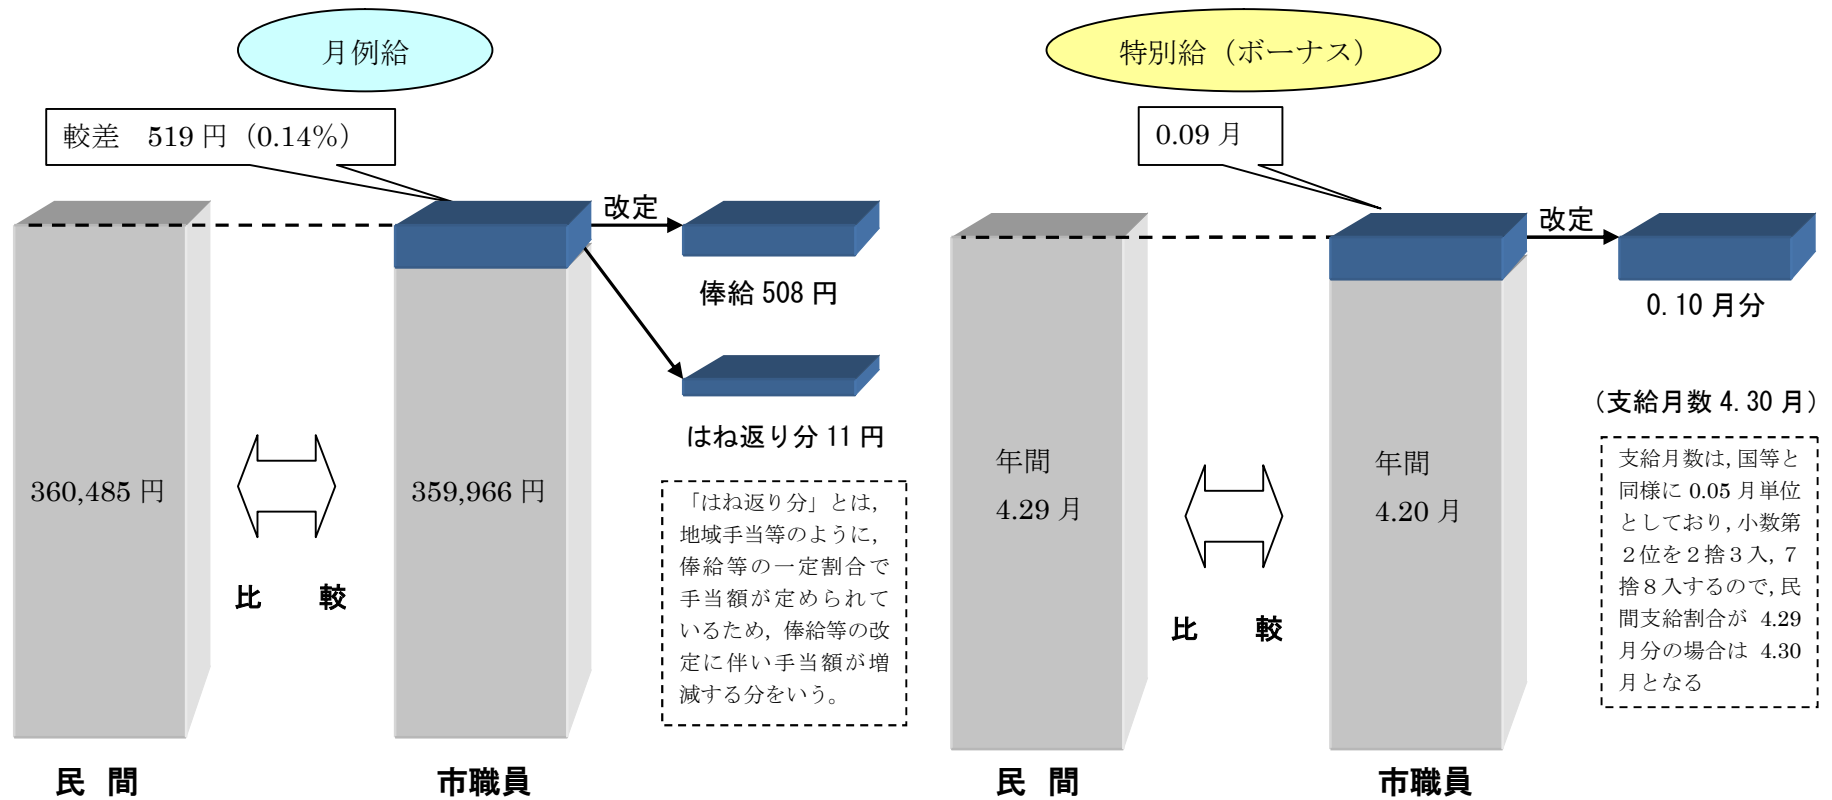 月例給
較差　519 円（0.14%）
改定
俸給 508 円
はね返り分 11 円
360,485 円
359,966 円
比　較
「はね返り分」とは,
地域手当等のように,
俸給等の一定割合で
手当額が定められて
いるため, 俸給等の改
定に伴い手当額が増
減する分をいう。
民 間
市職員
特別給（ボーナス）
0.09 月
改定
0.10 月分
（支給月数 4.30 月）
年間
4.29 月
年間
4.20 月
比　較
支給月数は, 国等と
同様に 0.05 月単位
としており, 小数第
２位を２捨３入, ７
捨８入するので, 民
間支給割合が 4.29
月分の場合は 4.30
月となる
民 間
市職員